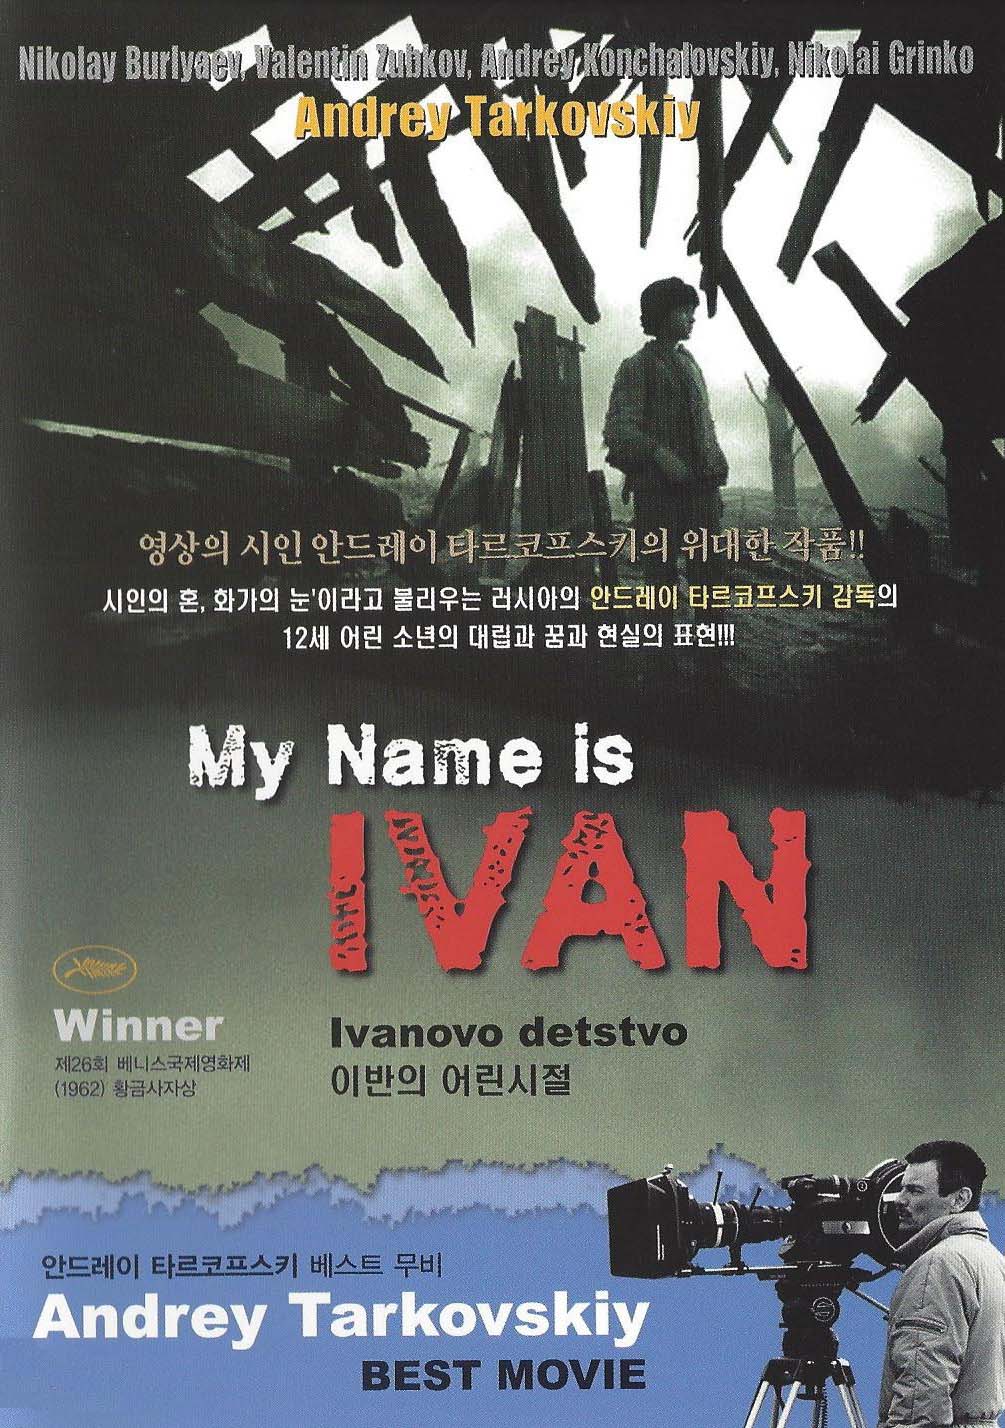 Nikolay Burlyaev, Valentin Zubkov, Andrey Konchalovskiy, Nikolai Grinko
Andrey Tarkovskiy
영상의 시인 안드레이 타르코프스키의 위대한 작품!!
시인의 혼, 화가의 눈'이라고 불리우는 러시아의 안드레이 타르코프스키 감독의
12세 어린 소년의 대립과 꿈과 현실의 표현!!!
My Name is
IVAN
Winner
제26회 베니스국제영화제
(1962) 황금사자상
Ivanovo detstvo
이반의 어린시절
안드레이 타르코프스키 베스트 무비
Andrey Tarkovskiy
BEST MOVIE